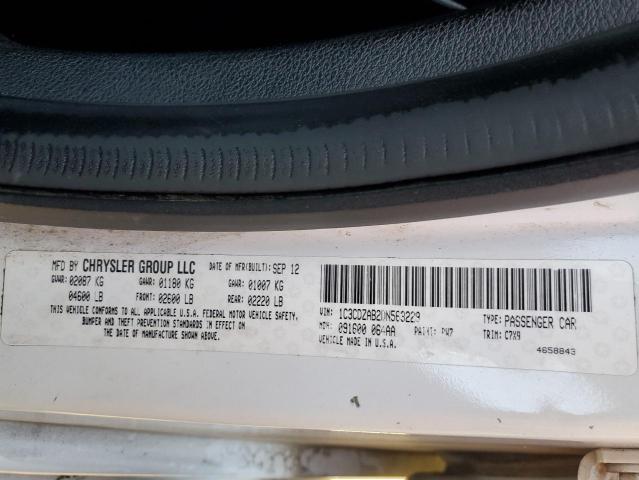 MFD BY CHRYSLER GROUP LLC DATE OF MFR(BUILT): SEP 12
GVWR: 02087 KG GAWR: 01180 KG GAWR: 01007 KG
04600 LB FRONT: 02600 LB REAR: 02220 LB
THIS VEHICLE CONFORMS TO ALL APPLICABLE U.S.A. FEDERAL MOTOR VEHICLE SAFETY,
BUMPER AND THEFT PREVENTION STANDARDS IN EFFECT ON
THE DATE OF MANUFACTURE SHOWN ABOVE.
VIN: 1C3CDZAB2DN563229 TYPE: PASSENGER CAR
MDH: 091600 064AA PAINT: PW7 TRIM: C7X9
VEHICLE MADE IN U.S.A. 4658843